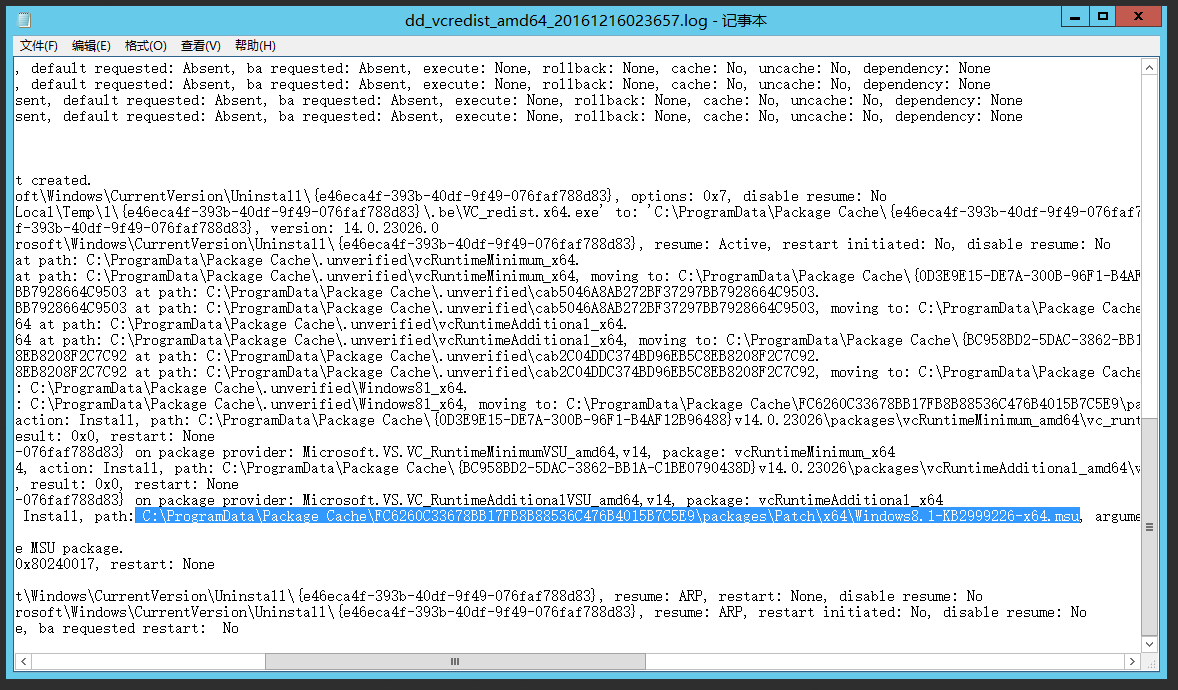 dd_vcredist_amd64_20161216023657.log - 记事本
文件(F) 编辑(E) 格式(O) 查看(V) 帮助(H)
, default requested: Absent, ba requested: Absent, execute: None, rollback: None, cache: No, uncache: No, dependency: None
, default requested: Absent, ba requested: Absent, execute: None, rollback: None, cache: No, uncache: No, dependency: None
sent, default requested: Absent, ba requested: Absent, execute: None, rollback: None, cache: No, uncache: No, dependency: None
sent, default requested: Absent, ba requested: Absent, execute: None, rollback: None, cache: No, uncache: No, dependency: None
t created.
oft\Windows\CurrentVersion\Uninstall\{e46eca4f-393b-40df-9f49-076faf788d83}, options: 0x7, disable resume: No
Local\Temp\1\{e46eca4f-393b-40df-9f49-076faf788d83}\.be\VC_redist.x64.exe' to: 'C:\ProgramData\Package Cache\{e46eca4f-393b-40df-9f49-076faf7
f-393b-40df-9f49-076faf788d83}, version: 14.0.23026.0
rosoft\Windows\CurrentVersion\Uninstall\{e46eca4f-393b-40df-9f49-076faf788d83}, resume: Active, restart initiated: No, disable resume: No
at path: C:\ProgramData\Package Cache\.unverified\vcRuntimeMinimum_x64.
at path: C:\ProgramData\Package Cache\.unverified\vcRuntimeMinimum_x64, moving to: C:\ProgramData\Package Cache\{0D3E9E15-DE7A-300B-96F1-B4AF
BB7928664C9503 at path: C:\ProgramData\Package Cache\.unverified\cab5046A8AB272BF37297BB7928664C9503.
BB7928664C9503 at path: C:\ProgramData\Package Cache\.unverified\cab5046A8AB272BF37297BB7928664C9503, moving to: C:\ProgramData\Package Cache
64 at path: C:\ProgramData\Package Cache\.unverified\vcRuntimeAdditional_x64.
64 at path: C:\ProgramData\Package Cache\.unverified\vcRuntimeAdditional_x64, moving to: C:\ProgramData\Package Cache\{BC958BD2-5DAC-3862-BB1
8EB8208F2C7C92 at path: C:\ProgramData\Package Cache\.unverified\cab2C04DDC374BD96EB5C8EB8208F2C7C92.
8EB8208F2C7C92 at path: C:\ProgramData\Package Cache\.unverified\cab2C04DDC374BD96EB5C8EB8208F2C7C92, moving to: C:\ProgramData\Package Cache
: C:\ProgramData\Package Cache\.unverified\Windows81_x64.
: C:\ProgramData\Package Cache\.unverified\Windows81_x64, moving to: C:\ProgramData\Package Cache\FC6260C33678BB17FB8B88536C476B4015B7C5E9\pa
action: Install, path: C:\ProgramData\Package Cache\{0D3E9E15-DE7A-300B-96F1-B4AF12B96488}v14.0.23026\packages\vcRuntimeMinimum_amd64\vc_runt
esult: 0x0, restart: None
-076faf788d83} on package provider: Microsoft.VS.VC_RuntimeMinimumVSU_amd64,v14, package: vcRuntimeMinimum_x64
4, action: Install, path: C:\ProgramData\Package Cache\{BC958BD2-5DAC-3862-BB1A-C1BE0790438D}v14.0.23026\packages\vcRuntimeAdditional_amd64\v
, result: 0x0, restart: None
-076faf788d83} on package provider: Microsoft.VS.VC_RuntimeAdditionalVSU_amd64,v14, package: vcRuntimeAdditional_x64
Install, path: C:\ProgramData\Package Cache\FC6260C33678BB17FB8B88536C476B4015B7C5E9\packages\Patch\x64\Windows8.1-KB2999226-x64.msu, argume
e MSU package.
0x80240017, restart: None
t\Windows\CurrentVersion\Uninstall\{e46eca4f-393b-40df-9f49-076faf788d83}, resume: ARP, restart: None, disable resume: No
rosoft\Windows\CurrentVersion\Uninstall\{e46eca4f-393b-40df-9f49-076faf788d83}, resume: ARP, restart initiated: No, disable resume: No
e, ba requested restart:  No